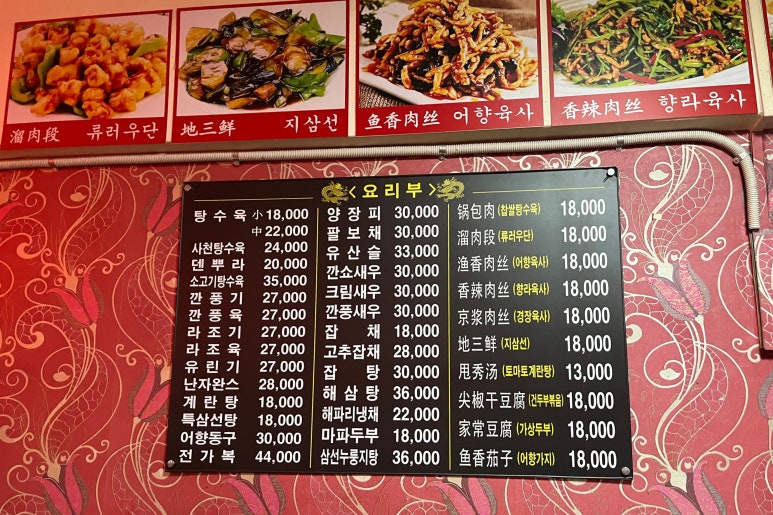 溜肉段 류러우단
地三鲜 지삼선
鱼香肉丝 어향육사
香辣肉丝 향라육사
<요리부>
탕수육 小 18,000
中 22,000
사천탕수육 24,000
덴뿌라 20,000
소고기탕수육 35,000
깐풍기 27,000
깐풍육 27,000
라조기 27,000
라조육 27,000
유린기 27,000
난자완스 28,000
계란탕 18,000
특삼선탕 18,000
어향동구 30,000
전가복 44,000
양장피 30,000
팔보채 30,000
유산슬 33,000
깐쇼새우 30,000
크림새우 30,000
깐풍새우 30,000
잡채 18,000
고추잡채 28,000
잡탕 30,000
해삼탕 36,000
해파리냉채 22,000
마파두부 18,000
삼선누룽지탕 36,000
锅包肉 (찹쌀탕수육) 18,000
溜肉段 (류러우단) 18,000
渔香肉丝 (어향육사) 18,000
香辣肉丝 (향라육사) 18,000
京浆肉丝 (경장육사) 18,000
地三鲜 (지삼선) 18,000
甩秀汤 (토마토계란탕) 13,000
尖椒干豆腐 (건두부볶음) 18,000
家常豆腐 (가상두부) 18,000
鱼香茄子 (어향가지) 18,000